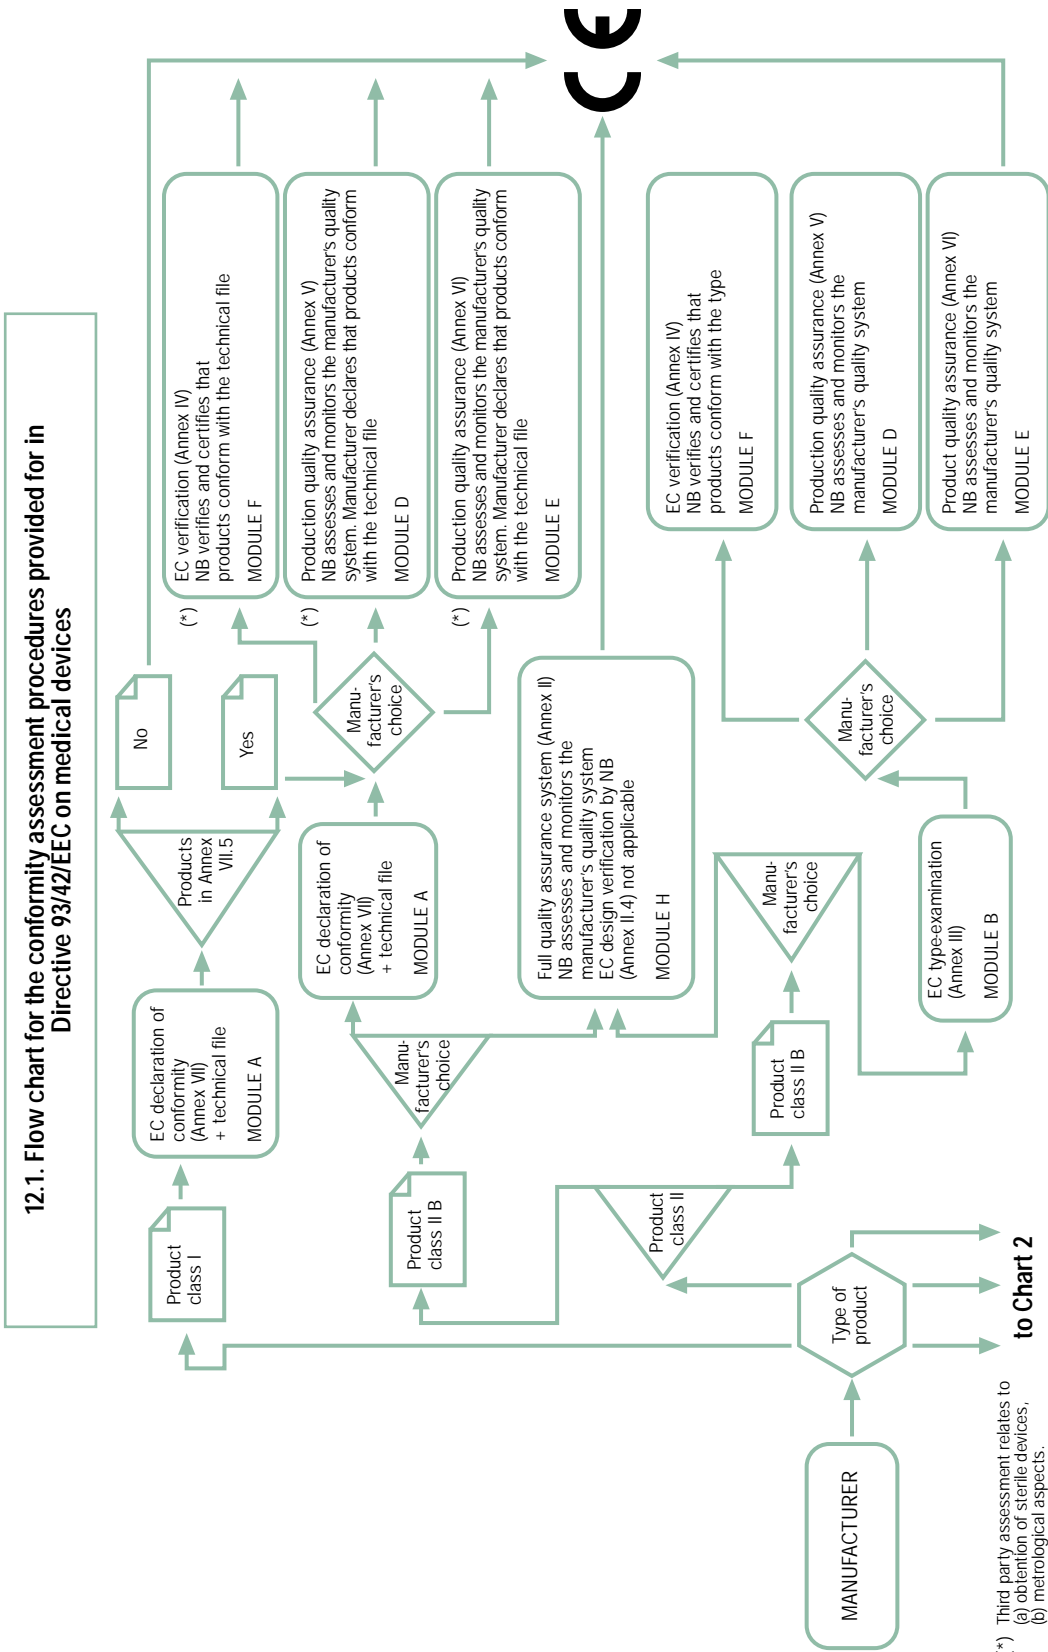 12.1. Flow chart for the conformity assessment procedures provided for in
Directive 93/42/EEC on medical devices
MANUFACTURER
Type of
product
to Chart 2
Product
class I
EC declaration of
conformity
(Annex VII)
+ technical file
MODULE A
Products
in Annex
VII.5
No
Yes
Product
class II
Product
class II B
Manu-
facturer's
choice
EC declaration of
conformity
(Annex VII)
+ technical file
MODULE A
Manu-
facturer's
choice
(*)
EC verification (Annex IV)
NB verifies and certifies that
products conform with the technical file
MODULE F
(*)
Production quality assurance (Annex V)
NB assesses and monitors the manufacturer's quality
system. Manufacturer declares that products conform
with the technical file
MODULE D
(*)
Production quality assurance (Annex VI)
NB assesses and monitors the manufacturer's quality
system. Manufacturer declares that products conform
with the technical file
MODULE E
Full quality assurance system (Annex II)
NB assesses and monitors the
manufacturer's quality system
EC design verification by NB
(Annex II.4) not applicable
MODULE H
Product
class II B
Manu-
facturer's
choice
EC type-examination
(Annex III)
MODULE B
Manu-
facturer's
choice
EC verification (Annex IV)
NB verifies and certifies that
products conform with the type
MODULE F
Production quality assurance (Annex V)
NB assesses and monitors the
manufacturer's quality system
MODULE D
Product quality assurance (Annex VI)
NB assesses and monitors the
manufacturer's quality system
MODULE E
CE
(*) Third party assessment relates to
(a) obtention of sterile devices,
(b) metrological aspects.